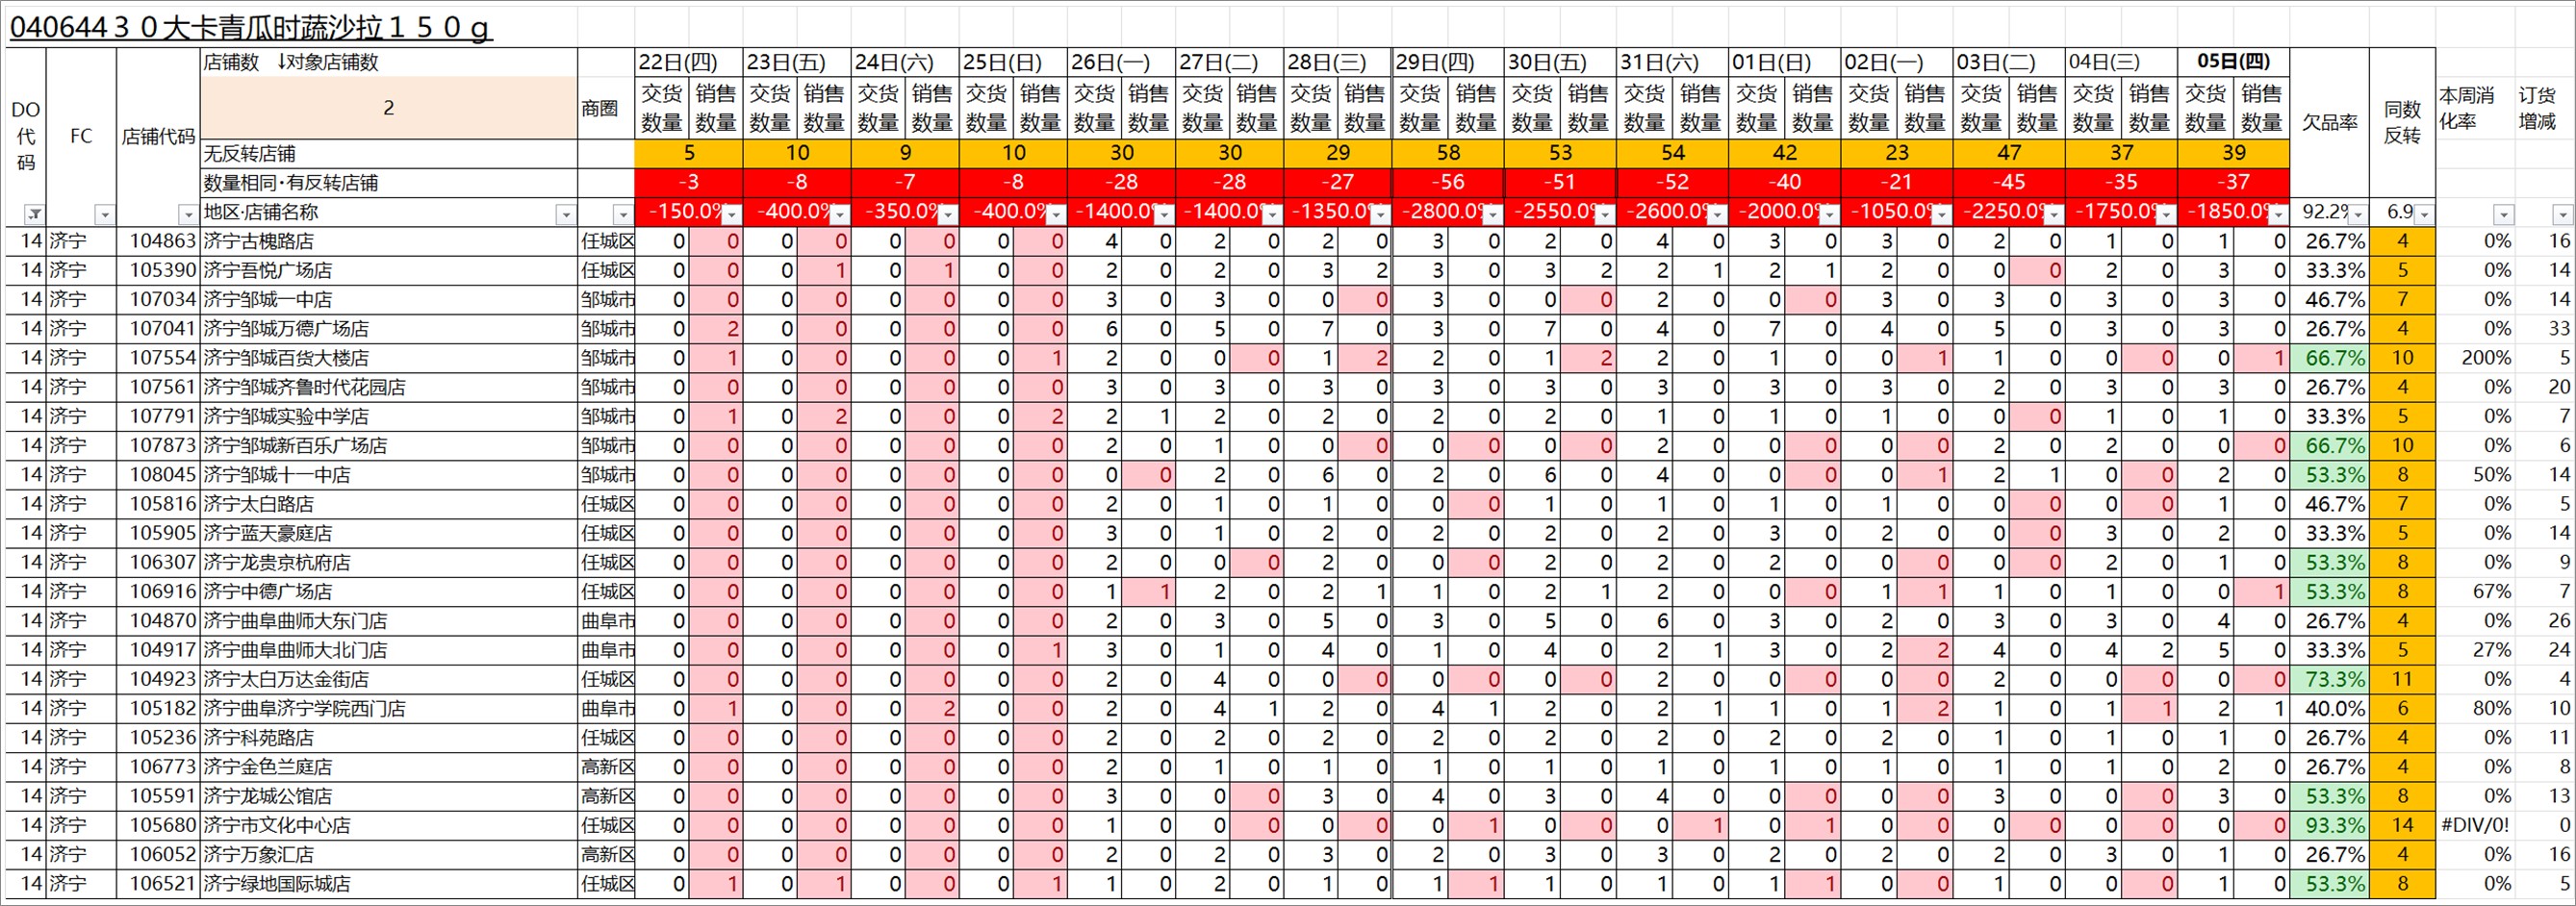 0406443０大卡青瓜时蔬沙拉１５０g
店铺数 ↓对象店铺数 22日(四) 23日(五) 24日(六) 25日(日) 26日(一) 27日(二) 28日(三) 29日(四) 30日(五) 31日(六) 01日(日) 02日(一) 03日(二) 04日(三) 05日(四)
DO代码 FC 店铺代码 2 商圈 交货数量 销售数量 交货数量 销售数量 交货数量 销售数量 交货数量 销售数量 交货数量 销售数量 交货数量 销售数量 交货数量 销售数量 交货数量 销售数量 交货数量 销售数量 交货数量 销售数量 交货数量 销售数量 交货数量 销售数量 交货数量 销售数量 交货数量 销售数量 交货数量 销售数量 欠品率 同数反转 本周消化率 订货增减
无反转店铺 5 10 9 10 30 30 29 58 53 54 42 23 47 37 39
数量相同·有反转店铺 -3 -8 -7 -8 -28 -28 -27 -56 -51 -52 -40 -21 -45 -35 -37
地区·店铺名称 -150.0% -400.0% -350.0% -400.0% -1400.0% -1400.0% -1350.0% -2800.0% -2550.0% -2600.0% -2000.0% -1050.0% -2250.0% -1750.0% -1850.0% 92.2% 6.9
14 济宁 104863 济宁古槐路店 任城区 0 0 0 0 0 0 0 0 4 0 2 0 2 0 3 0 2 0 4 0 3 0 3 0 2 0 1 0 1 0 26.7% 4 0% 16
14 济宁 105390 济宁吾悦广场店 任城区 0 0 0 1 0 1 0 0 2 0 2 0 3 2 3 0 3 2 2 1 2 1 2 0 0 0 2 0 3 0 33.3% 5 0% 14
14 济宁 107034 济宁邹城一中店 邹城市 0 0 0 0 0 0 0 0 3 0 3 0 0 0 3 0 0 0 2 0 0 0 3 0 3 0 3 0 3 0 46.7% 7 0% 14
14 济宁 107041 济宁邹城万德广场店 邹城市 0 2 0 0 0 0 0 0 6 0 5 0 7 0 3 0 7 0 4 0 7 0 4 0 5 0 3 0 3 0 26.7% 4 0% 33
14 济宁 107554 济宁邹城百货大楼店 邹城市 0 1 0 0 0 0 0 1 2 0 0 0 1 2 2 0 1 2 2 0 1 0 0 1 1 0 0 0 0 1 66.7% 10 200% 5
14 济宁 107561 济宁邹城齐鲁时代花园店 邹城市 0 0 0 0 0 0 0 0 3 0 3 0 3 0 3 0 3 0 3 0 3 0 3 0 2 0 3 0 3 0 26.7% 4 0% 20
14 济宁 107791 济宁邹城实验中学店 邹城市 0 1 0 2 0 0 0 2 2 1 2 0 2 0 2 0 2 0 1 0 1 0 1 0 0 0 1 0 1 0 33.3% 5 0% 7
14 济宁 107873 济宁邹城新百乐广场店 邹城市 0 0 0 0 0 0 0 0 2 0 1 0 0 0 0 0 0 0 2 0 0 0 0 0 2 0 2 0 0 0 66.7% 10 0% 6
14 济宁 108045 济宁邹城十一中店 邹城市 0 0 0 0 0 0 0 0 0 0 2 0 6 0 2 0 6 0 4 0 0 0 0 1 2 1 0 0 2 0 53.3% 8 50% 14
14 济宁 105816 济宁太白路店 任城区 0 0 0 0 0 0 0 0 2 0 1 0 1 0 0 0 1 0 1 0 1 0 1 0 0 0 0 0 1 0 46.7% 7 0% 5
14 济宁 105905 济宁蓝天豪庭店 任城区 0 0 0 0 0 0 0 0 3 0 1 0 2 0 2 0 2 0 2 0 3 0 2 0 0 0 3 0 2 0 33.3% 5 0% 14
14 济宁 106307 济宁龙贵京杭府店 任城区 0 0 0 0 0 0 0 0 2 0 0 0 2 0 0 0 2 0 2 0 2 0 0 0 0 0 2 0 1 0 53.3% 8 0% 9
14 济宁 106916 济宁中德广场店 任城区 0 0 0 0 0 0 0 0 1 1 2 0 2 1 1 0 2 1 2 0 0 0 1 1 1 0 1 0 0 1 53.3% 8 67% 7
14 济宁 104870 济宁曲阜曲师大东门店 曲阜市 0 0 0 0 0 0 0 0 2 0 3 0 5 0 3 0 5 0 6 0 3 0 2 0 3 0 3 0 4 0 26.7% 4 0% 26
14 济宁 104917 济宁曲阜曲师大北门店 曲阜市 0 0 0 0 0 0 0 1 3 0 1 0 4 0 1 0 4 0 2 1 3 0 2 2 4 0 4 2 5 0 33.3% 5 27% 24
14 济宁 104923 济宁太白万达金街店 任城区 0 0 0 0 0 0 0 0 2 0 4 0 0 0 0 0 0 0 2 0 0 0 0 0 2 0 0 0 0 0 73.3% 11 0% 4
14 济宁 105182 济宁曲阜济宁学院西门店 曲阜市 0 1 0 0 0 2 0 0 2 0 4 1 2 0 4 1 2 0 2 1 1 0 1 2 1 0 1 1 2 1 40.0% 6 80% 10
14 济宁 105236 济宁科苑路店 任城区 0 0 0 0 0 0 0 0 2 0 2 0 2 0 2 0 2 0 2 0 2 0 2 0 1 0 1 0 1 0 26.7% 4 0% 11
14 济宁 106773 济宁金色兰庭店 高新区 0 0 0 0 0 0 0 0 2 0 1 0 1 0 1 0 1 0 1 0 1 0 1 0 1 0 1 0 2 0 26.7% 4 0% 8
14 济宁 105591 济宁龙城公馆店 高新区 0 0 0 0 0 0 0 0 3 0 0 0 3 0 4 0 3 0 4 0 0 0 0 0 3 0 0 0 3 0 53.3% 8 0% 13
14 济宁 105680 济宁市文化中心店 任城区 0 0 0 0 0 0 0 0 1 0 0 0 0 0 0 1 0 0 0 1 0 1 0 0 0 0 0 0 0 0 93.3% 14 #DIV/0! 0
14 济宁 106052 济宁万象汇店 高新区 0 0 0 0 0 0 0 0 2 0 2 0 3 0 2 0 3 0 3 0 2 0 2 0 2 0 3 0 1 0 26.7% 4 0% 16
14 济宁 106521 济宁绿地国际城店 任城区 0 1 0 1 0 0 0 1 1 0 2 0 1 0 1 1 1 0 1 0 1 1 0 0 1 0 0 0 1 0 53.3% 8 0% 5